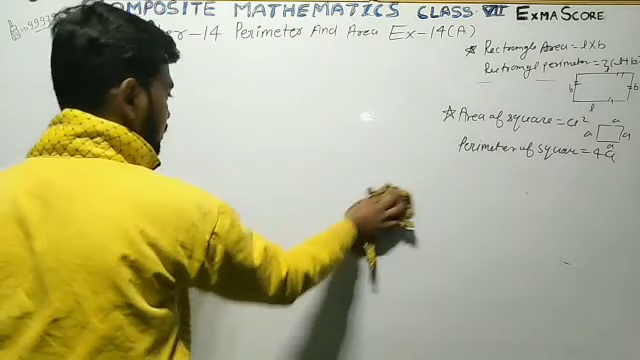 COMPOSITE MATHEMATICS CLASS VII EXMASCORE
-14 Perimeter And Area Ex-14(A)
☆ Rectangle Area = l×b
Rectangle perimeter = 2(l+b)
b b
l
☆ Area of square = a²
a
a a
a
Perimeter of square = 4a